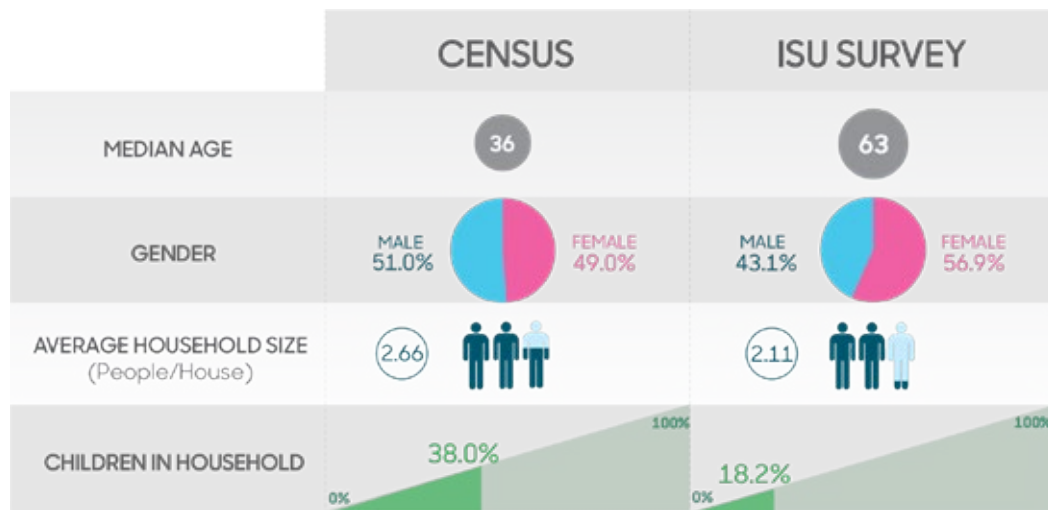 CENSUS
ISU SURVEY
MEDIAN AGE
36
63
GENDER
MALE
51.0%
FEMALE
49.0%
MALE
43.1%
FEMALE
56.9%
AVERAGE HOUSEHOLD SIZE
(People/House)
2.66
2.11
CHILDREN IN HOUSEHOLD
0%
38.0%
100%
0%
18.2%
100%